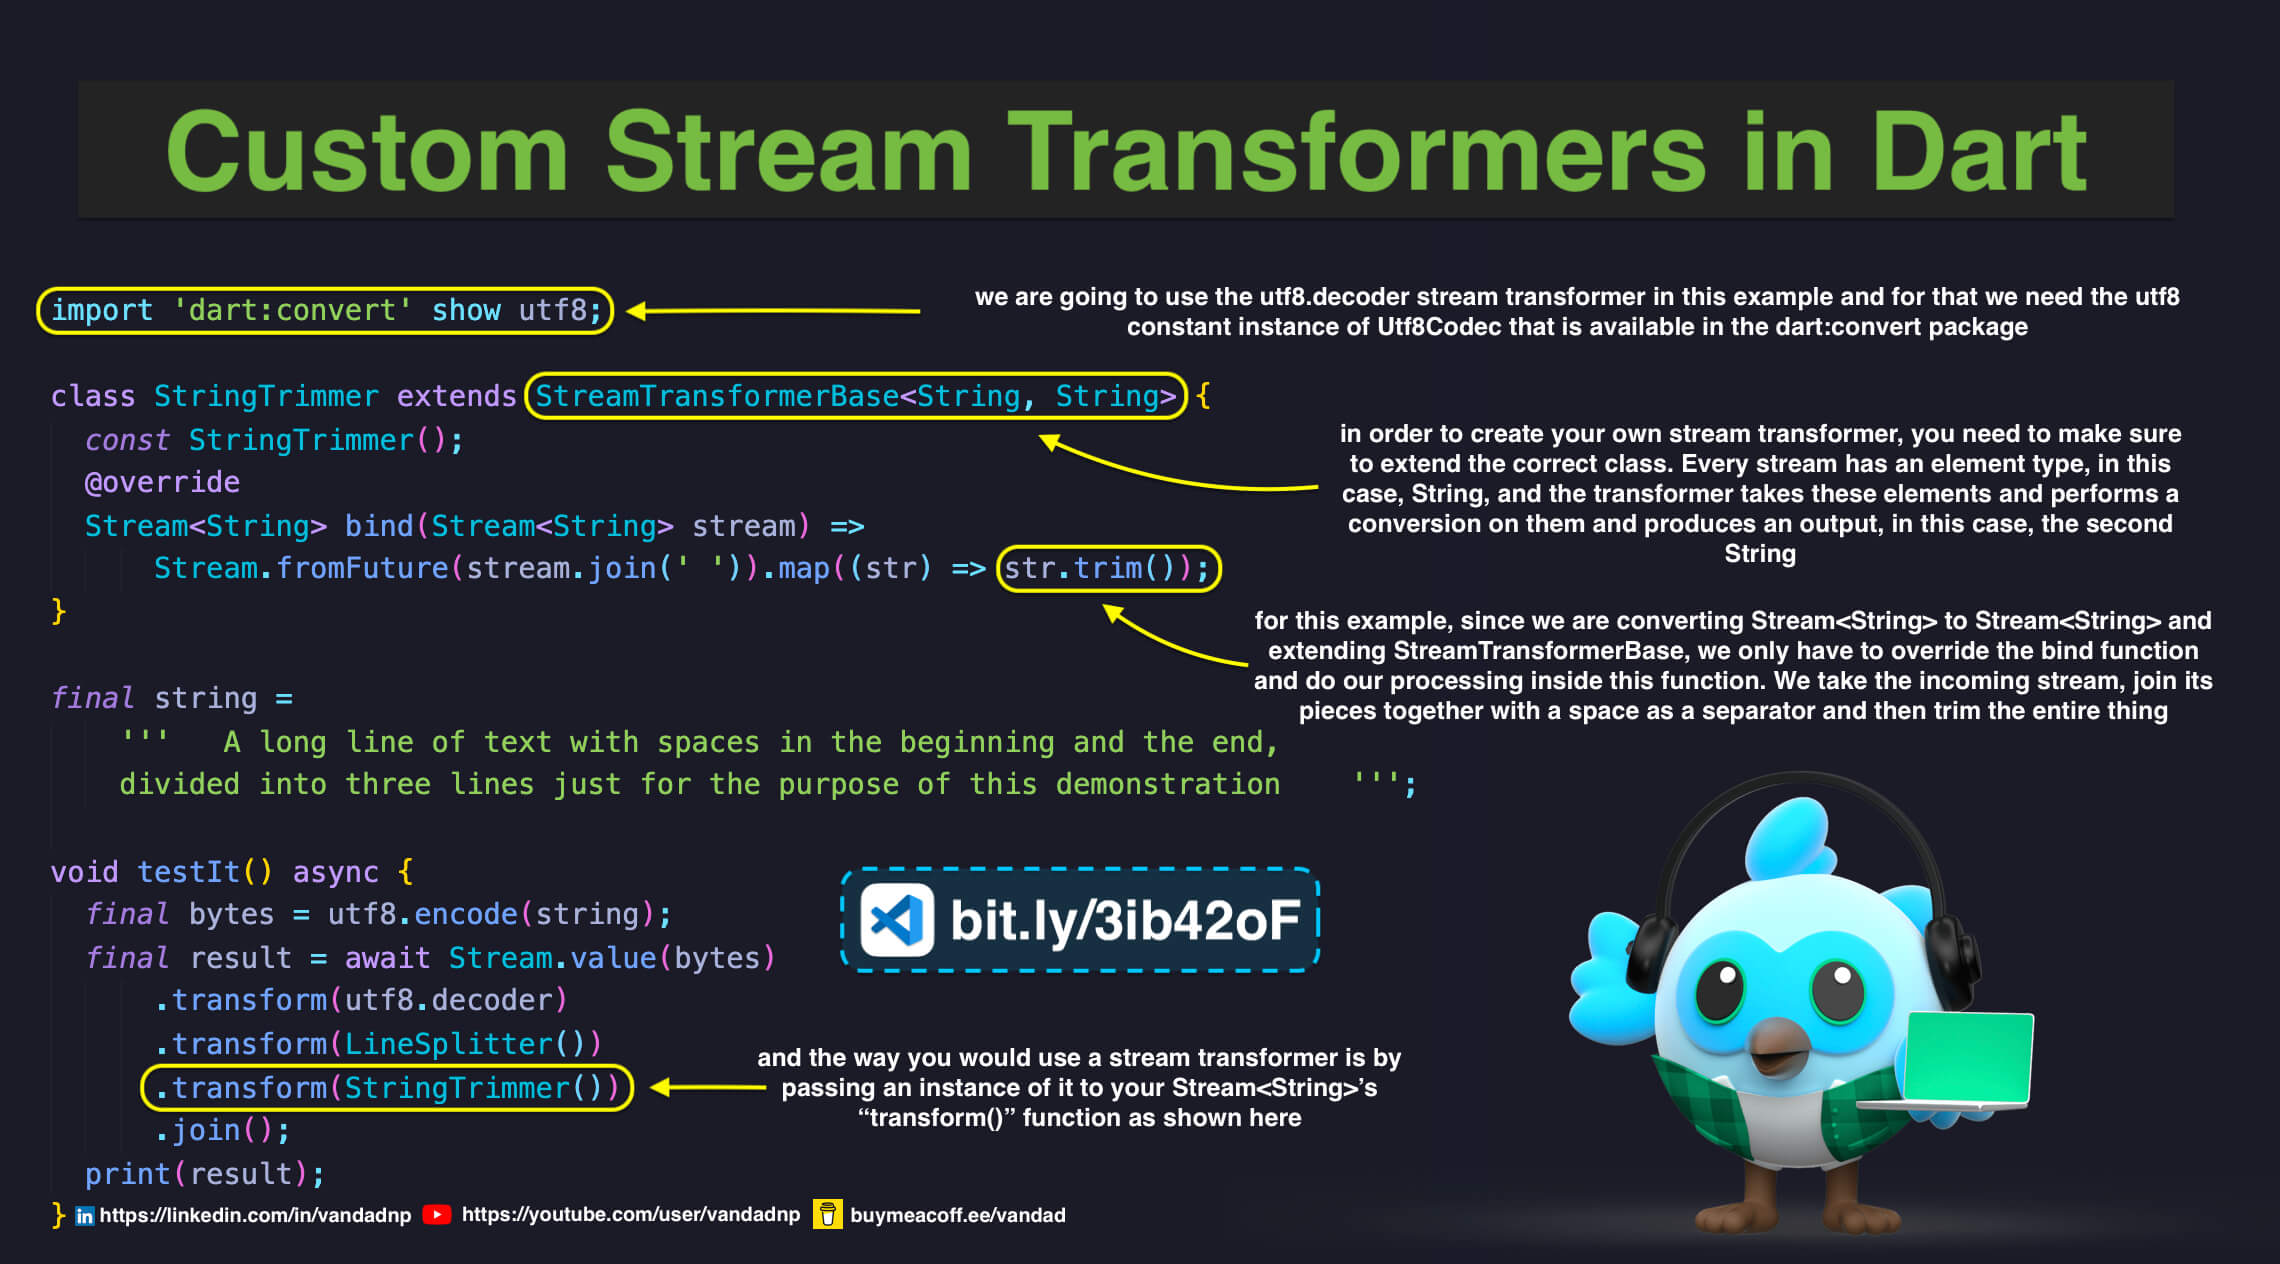 Custom Stream Transformers in Dart
import 'dart:convert' show utf8;
we are going to use the utf8.decoder stream transformer in this example and for that we need the utf8
constant instance of Utf8Codec that is available in the dart:convert package
class StringTrimmer extends StreamTransformerBase<String, String> {
  const StringTrimmer();
  @override
  Stream<String> bind(Stream<String> stream) =>
      Stream.fromFuture(stream.join(' ')).map((str) => str.trim());
}
in order to create your own stream transformer, you need to make sure
to extend the correct class. Every stream has an element type, in this
case, String, and the transformer takes these elements and performs a
conversion on them and produces an output, in this case, the second
String
for this example, since we are converting Stream<String> to Stream<String> and
extending StreamTransformerBase, we only have to override the bind function
and do our processing inside this function. We take the incoming stream, join its
pieces together with a space as a separator and then trim the entire thing
final string =
    '''   A long line of text with spaces in the beginning and the end,
    divided into three lines just for the purpose of this demonstration    ''';
void testIt() async {
  final bytes = utf8.encode(string);
  final result = await Stream.value(bytes)
      .transform(utf8.decoder)
      .transform(LineSplitter())
      .transform(StringTrimmer())
      .join();
  print(result);
}
bit.ly/3ib42oF
and the way you would use a stream transformer is by
passing an instance of it to your Stream<String>’s
“transform()” function as shown here
in https://linkedin.com/in/vandadnp https://youtube.com/user/vandadnp buymeacoff.ee/vandad